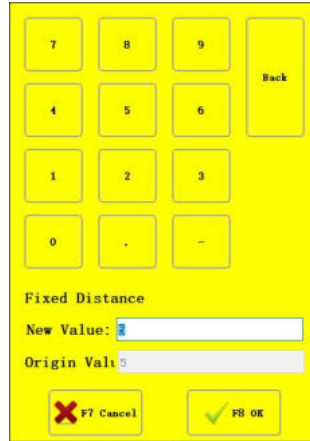 7 8 9
Back
4 5 6
1 2 3
0 . -
Fixed Distance
New Value: 5
Origin Valu 5
F7 Cancel F8 OK